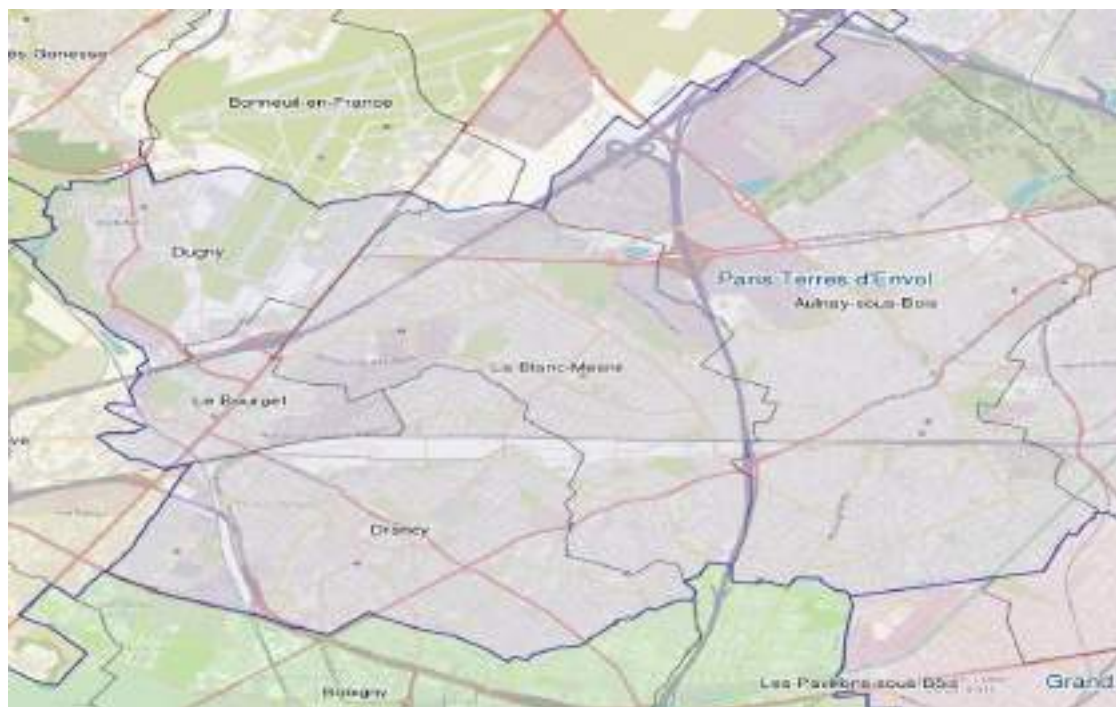 Gonesse
Bonneuil-en-France
Dugny
Paris Terres d'Envol
Aulnay-sous-Bois
Le Blanc-Mesnil
Le Bourget
Drancy
Les Pavillons-sous-Bois
Bobigny
Grand